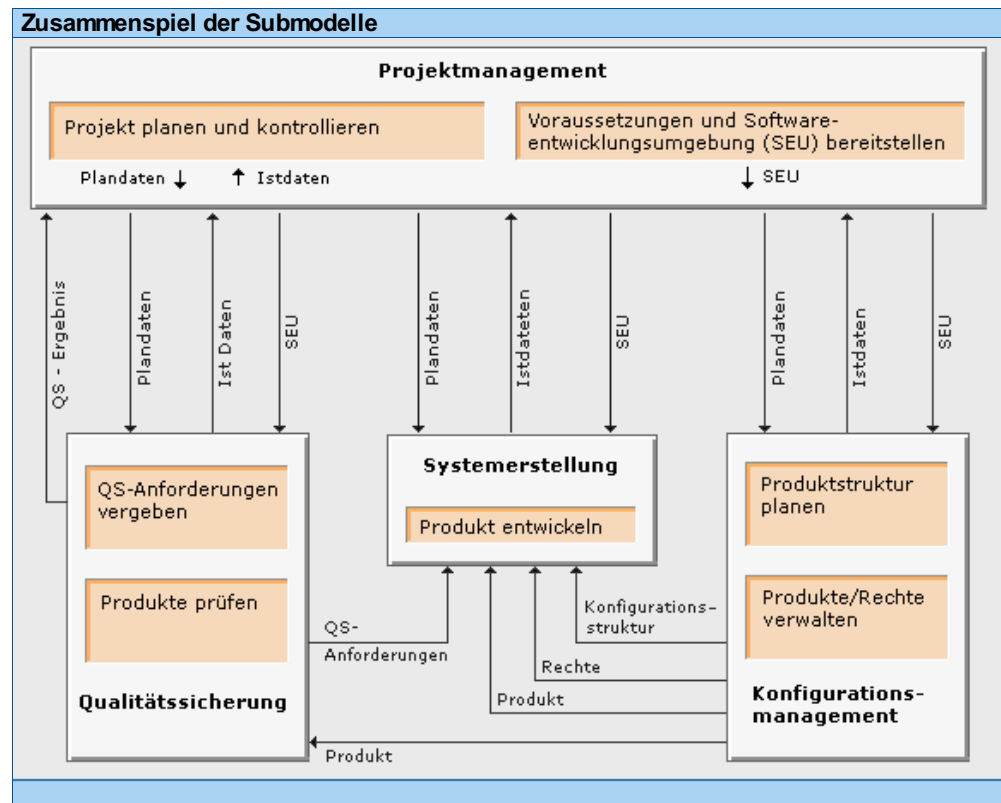 Zusammenspiel der Submodelle
Projektmanagement
Projekt planen und kontrollieren
Voraussetzungen und Software-
entwicklungsumgebung (SEU) bereitstellen
Plandaten ↓ ↑ Istdaten
↓ SEU
QS - Ergebnis
Plandaten
Ist Daten
SEU
Plandaten
Istdateten
SEU
Plandaten
Istdaten
SEU
QS-Anforderungen
vergeben
Produkte prüfen
Qualitätssicherung
Systemerstellung
Produkt entwickeln
Produktstruktur
planen
Produkte/Rechte
verwalten
Konfigurations-
management
QS-
Anforderungen
Konfigurations-
struktur
Rechte
Produkt
Produkt